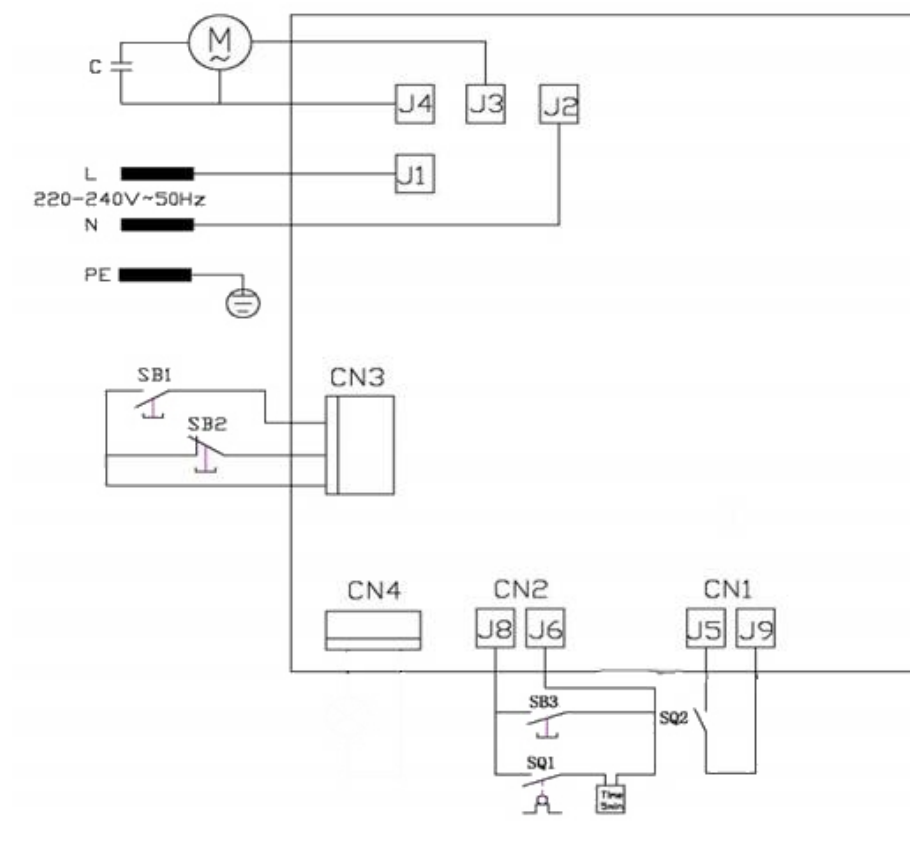 M
~
C
J4 J3 J2
L
J1
220-240V~50Hz
N
PE
SB1
CN3
SB2
CN4 CN2 CN1
J8 J6 J5 J9
SB3
SQ2
SQ1
Time
5min